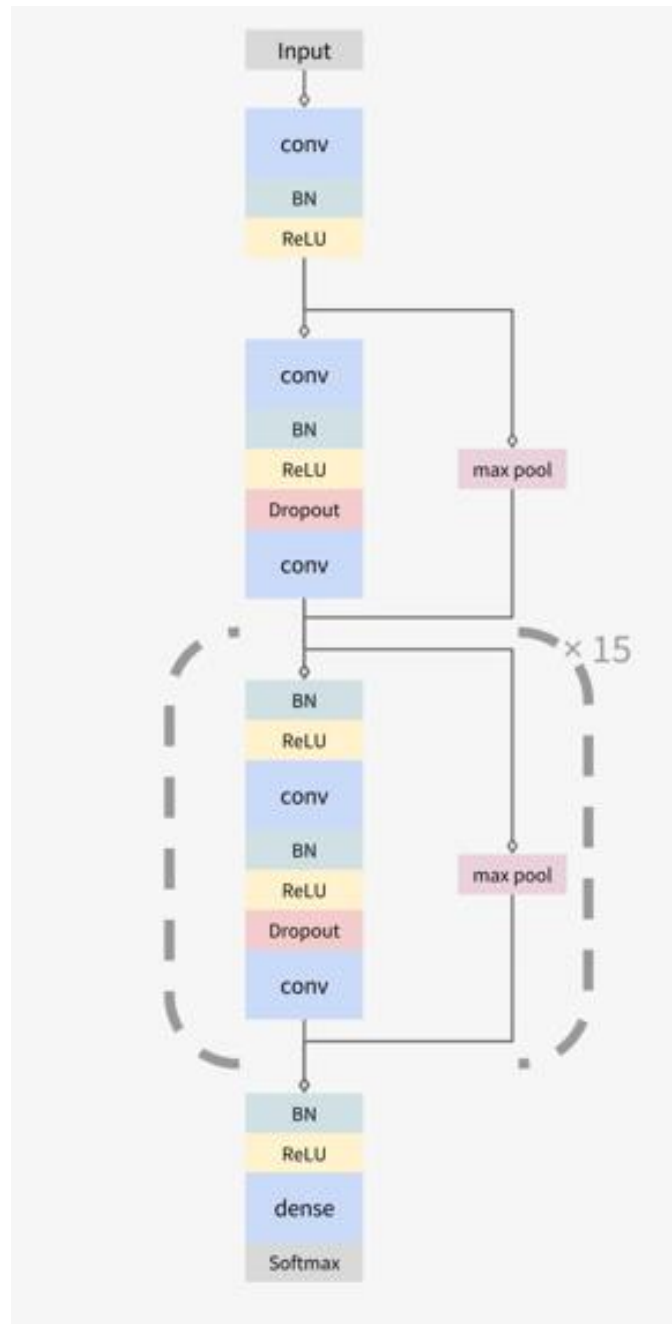 Input
conv
BN
ReLU
conv
BN
ReLU
max pool
Dropout
conv
× 15
BN
ReLU
conv
BN
ReLU
max pool
Dropout
conv
BN
ReLU
dense
Softmax